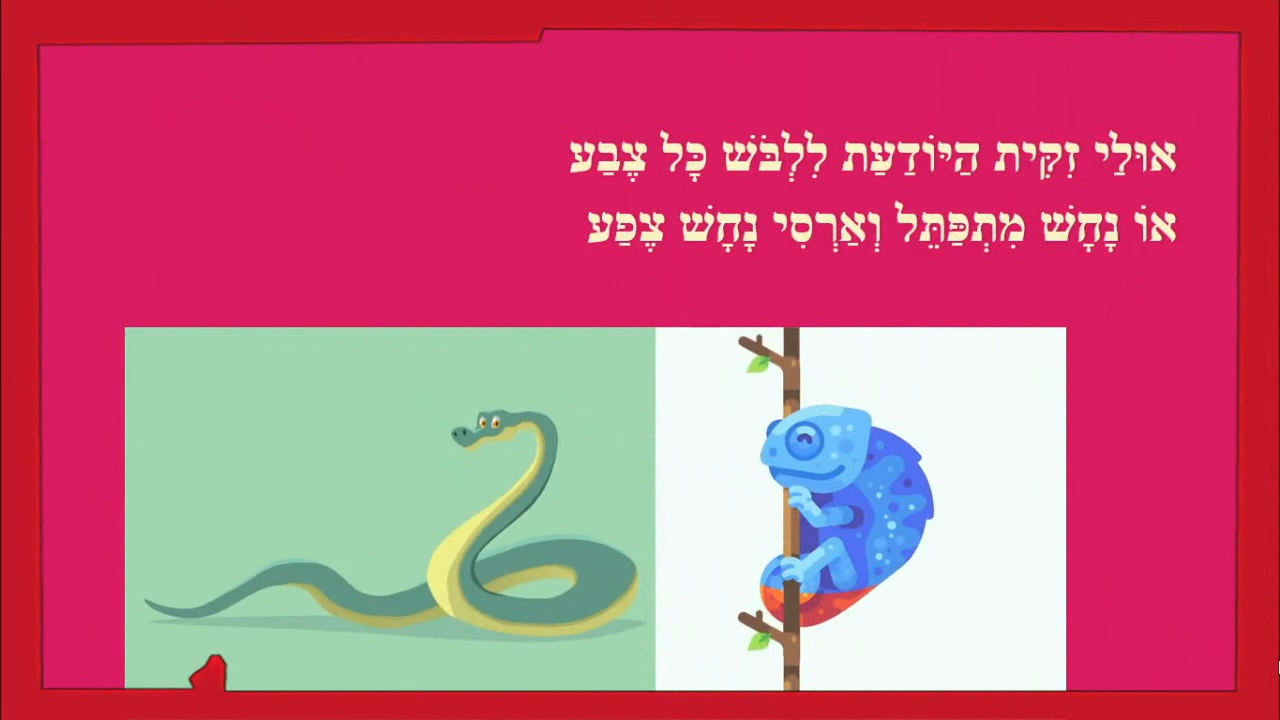 אוּלַי זִקִּית הַיּוֹדַעַת לִלְבֹּשׁ כָּל צֶבַע
אוֹ נָחָשׁ מִתְפַּתֵּל וְאַרְסִי נָחָשׁ צֶפַּע